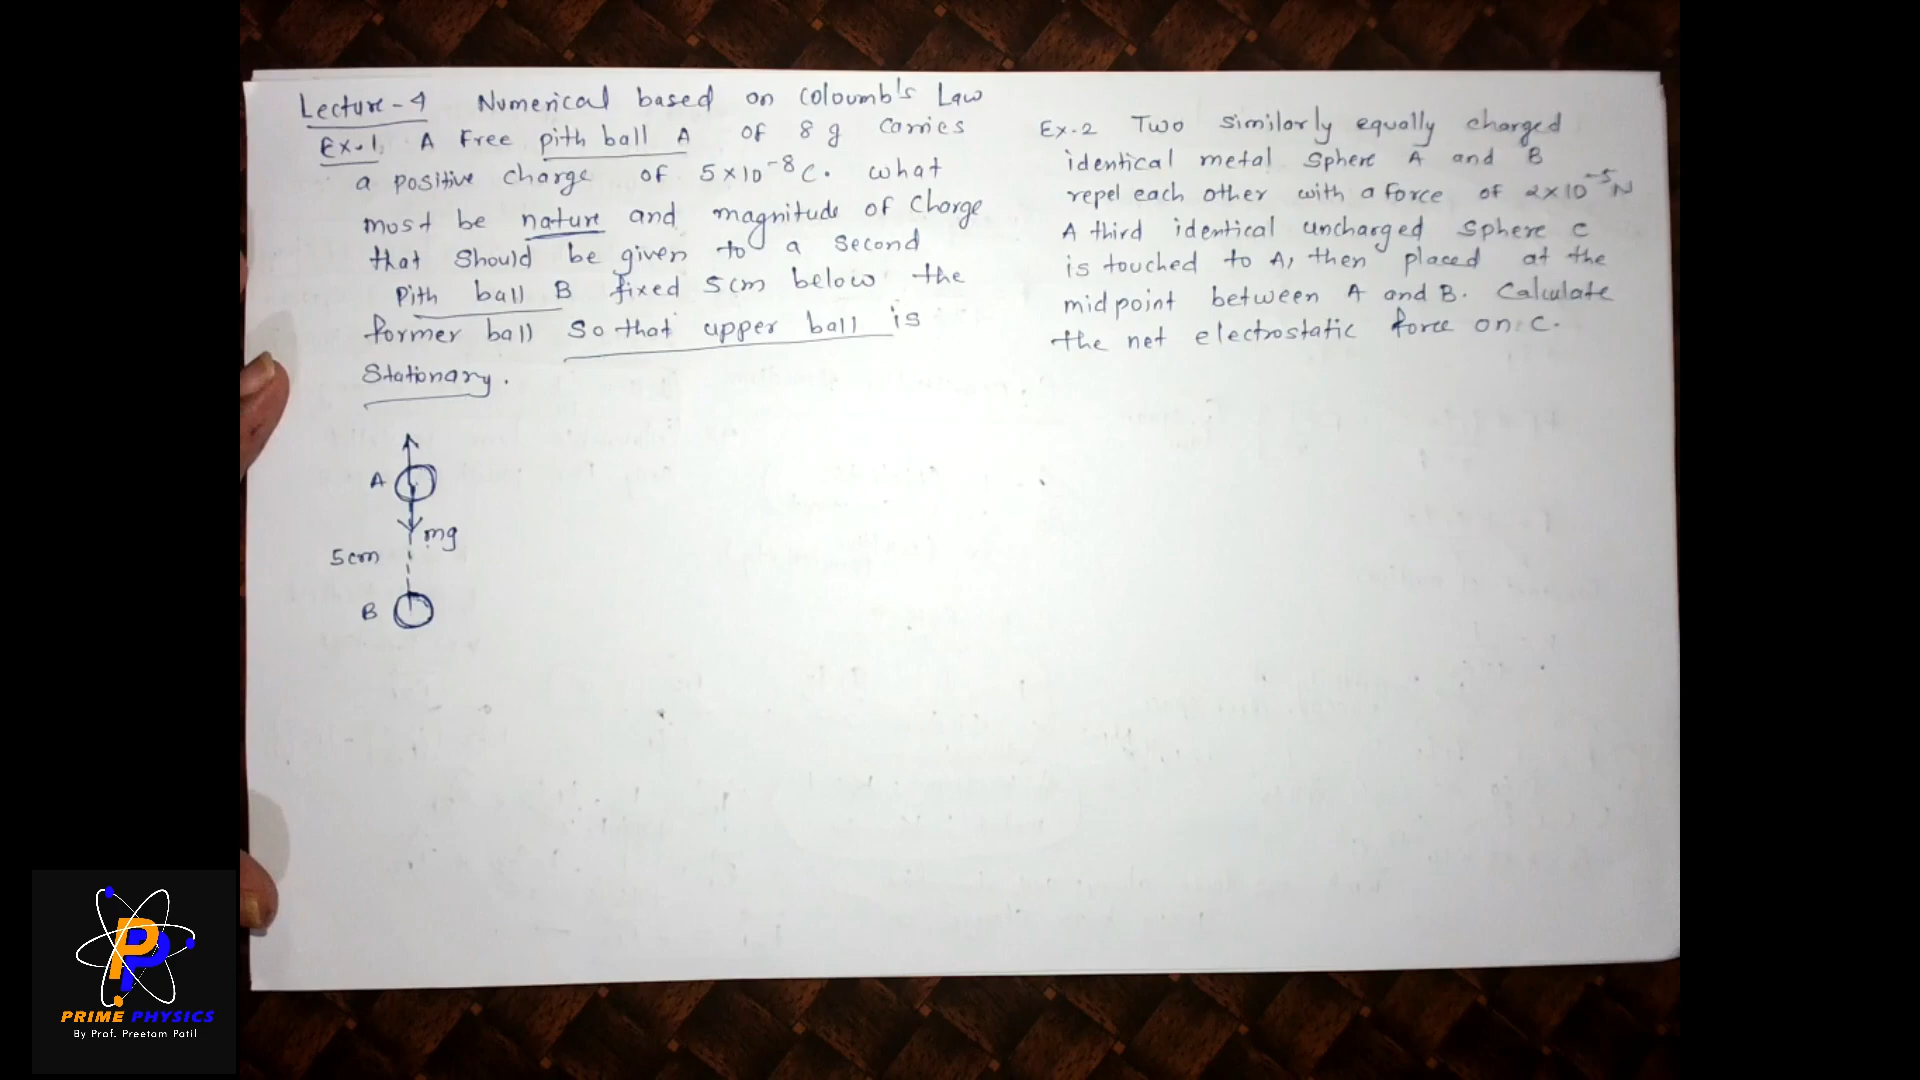 Lecture-4 Numerical based on Coloumb's Law
Ex.1. A Free pith ball A of 8 g carries
a positive charge of 5×10⁻⁸C. what
must be nature and magnitude of charge
that should be given to a second
Pith ball B fixed 5cm below the
former ball so that upper ball is
Stationary.
A
mg
5cm
B
Ex.2 Two similarly equally charged
identical metal sphere A and B
repel each other with a force of 2×10⁻⁵N
A third identical uncharged sphere C
is touched to A, then placed at the
midpoint between A and B. Calculate
the net electrostatic force on C.
PRIME PHYSICS
By Prof. Preetam Patil